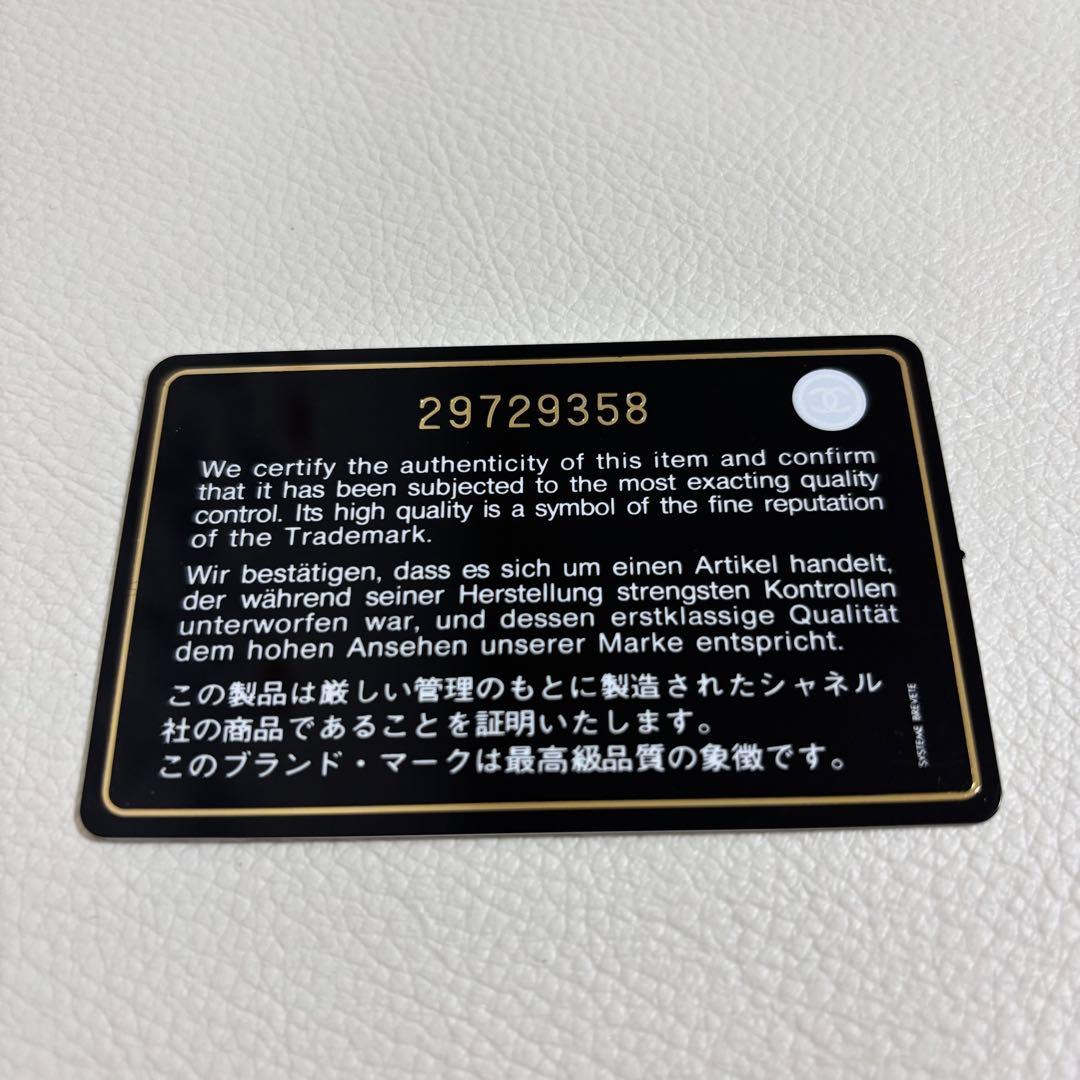 29729358
We certify the authenticity of this item and confirm
that it has been subjected to the most exacting quality
control. Its high quality is a symbol of the fine reputation
of the Trademark.
Wir bestätigen, dass es sich um einen Artikel handelt,
der während seiner Herstellung strengsten Kontrollen
unterworfen war, und dessen erstklassige Qualität
dem hohen Ansehen unserer Marke entspricht.
この製品は厳しい管理のもとに製造されたシャネル
社の商品であることを証明いたします。
このブランド・マークは最高級品質の象徴です。
SYSTEME BREVETE